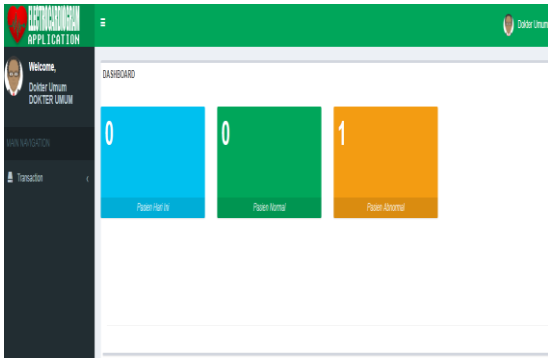 ELECTROCARDIOGRAM
APPLICATION
Dokter Umum
Welcome,
Dokter Umum
DOKTER UMUM
MAIN NAVIGATION
Transaction
DASHBOARD
0
Pasien Hari Ini
0
Pasien Normal
1
Pasien Abnormal